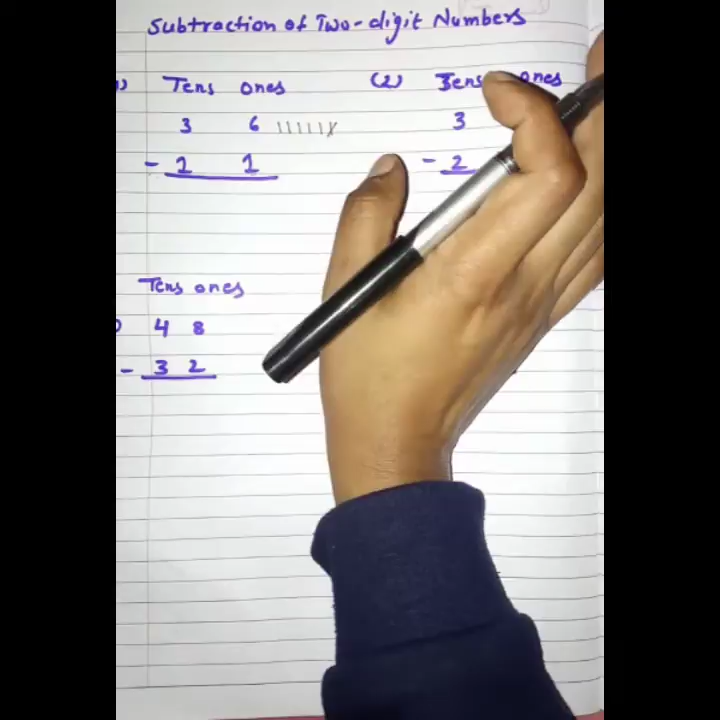 Subtraction of Two-digit Numbers
Tens ones
3 6
- 2 1
(2) Tens ones
3
- 2
Tens ones
4 8
- 3 2